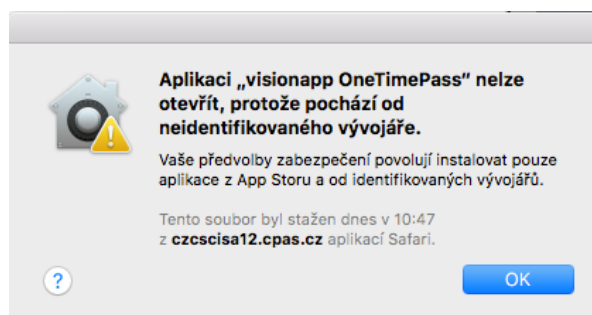 Aplikaci „visionapp OneTimePass“ nelze
otevřít, protože pochází od
neidentifikovaného vývojáře.
Vaše předvolby zabezpečení povolují instalovat pouze
aplikace z App Storu a od identifikovaných vývojářů.
Tento soubor byl stažen dnes v 10:47
z czcscisa12.cpas.cz aplikací Safari.
?
OK